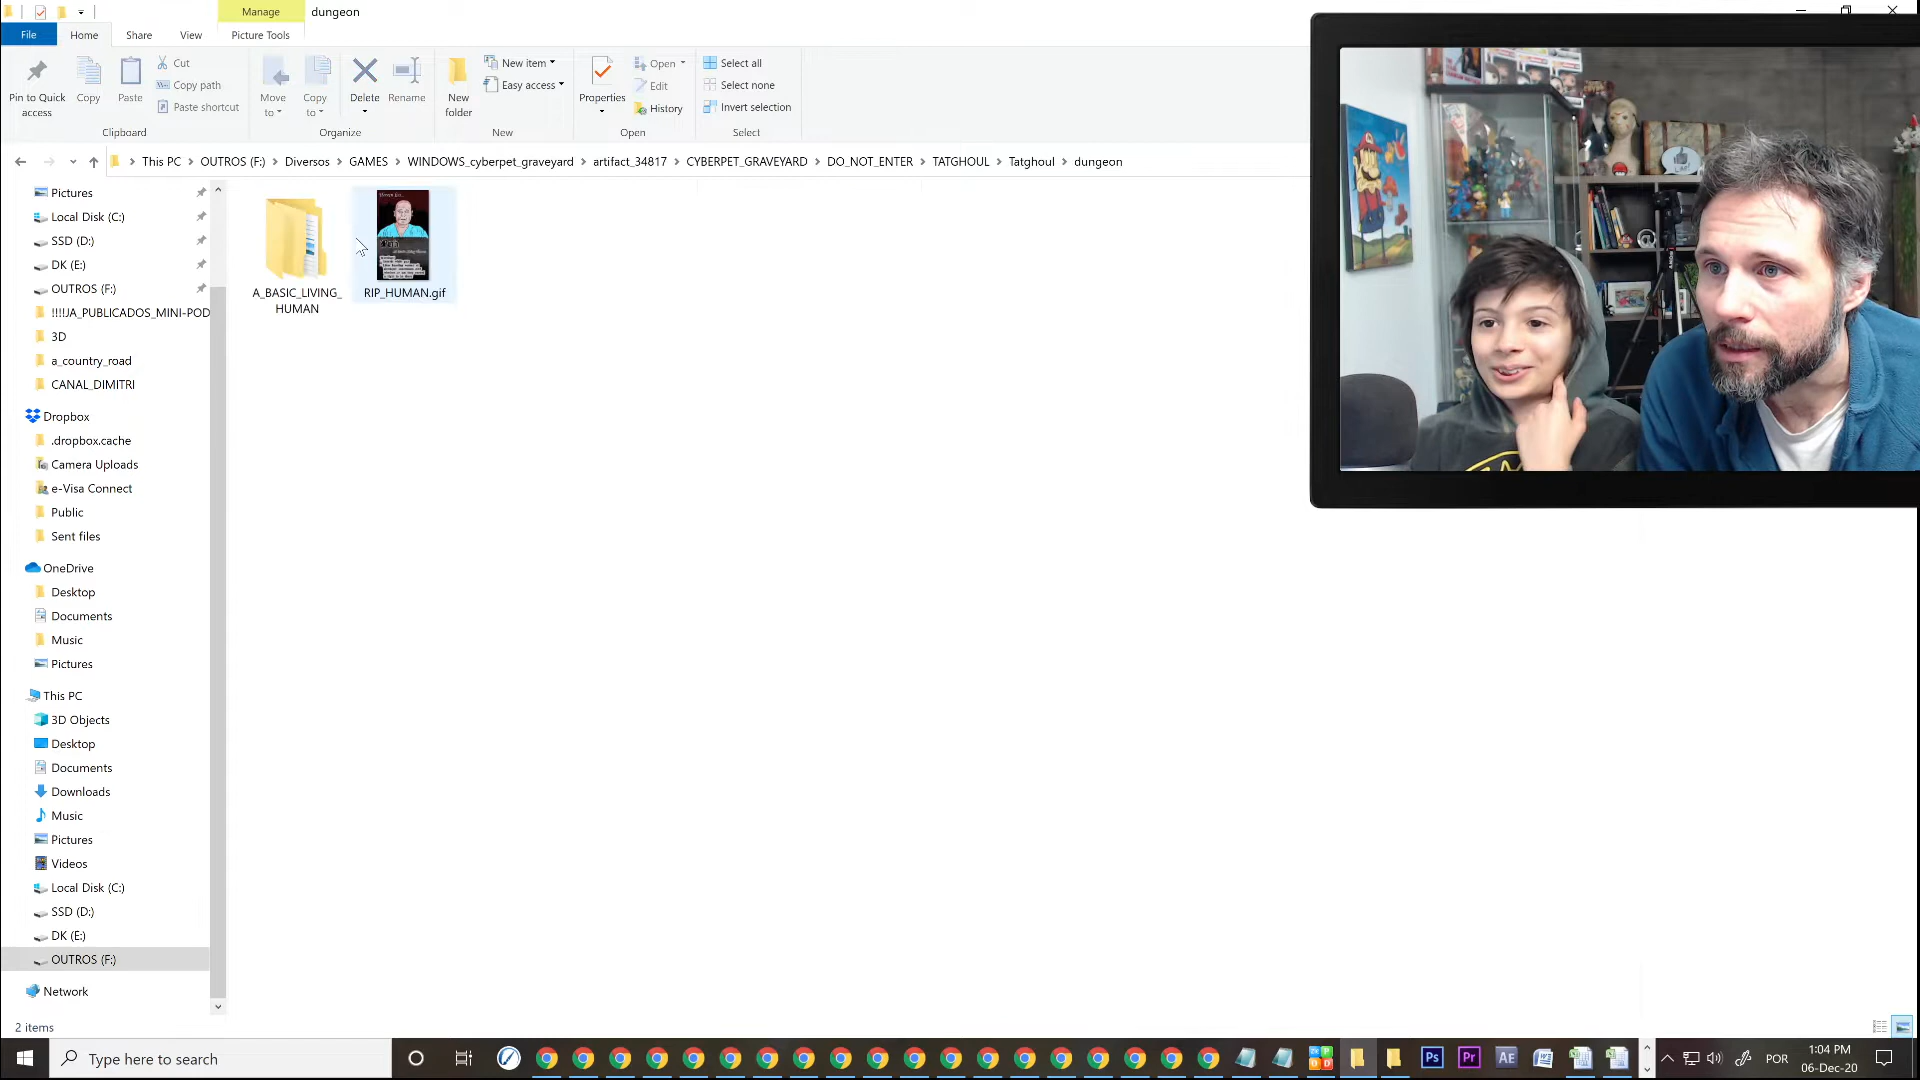 Manage
dungeon
File
Home
Share
View
Picture Tools
Pin to Quick access
Copy
Paste
Cut
Copy path
Paste shortcut
Clipboard
Move to
Copy to
Delete
Rename
Organize
New folder
New item
Easy access
New
Properties
Open
Edit
History
Open
Select all
Select none
Invert selection
Select
This PC > OUTROS (F:) > Diversos > GAMES > WINDOWS_cyberpet_graveyard > artifact_34817 > CYBERPET_GRAVEYARD > DO_NOT_ENTER > TATGHOUL > Tatghoul > dungeon
Pictures
Local Disk (C:)
SSD (D:)
DK (E:)
OUTROS (F:)
!!!!JA_PUBLICADOS_MINI-POD
3D
a_country_road
CANAL_DIMITRI
Dropbox
.dropbox.cache
Camera Uploads
e-Visa Connect
Public
Sent files
OneDrive
Desktop
Documents
Music
Pictures
This PC
3D Objects
Desktop
Documents
Downloads
Music
Pictures
Videos
Local Disk (C:)
SSD (D:)
DK (E:)
OUTROS (F:)
Network
A_BASIC_LIVING_
HUMAN
RIP_HUMAN.gif
2 items
Type here to search
Ps
Pr
Ae
POR
1:04 PM
06-Dec-20